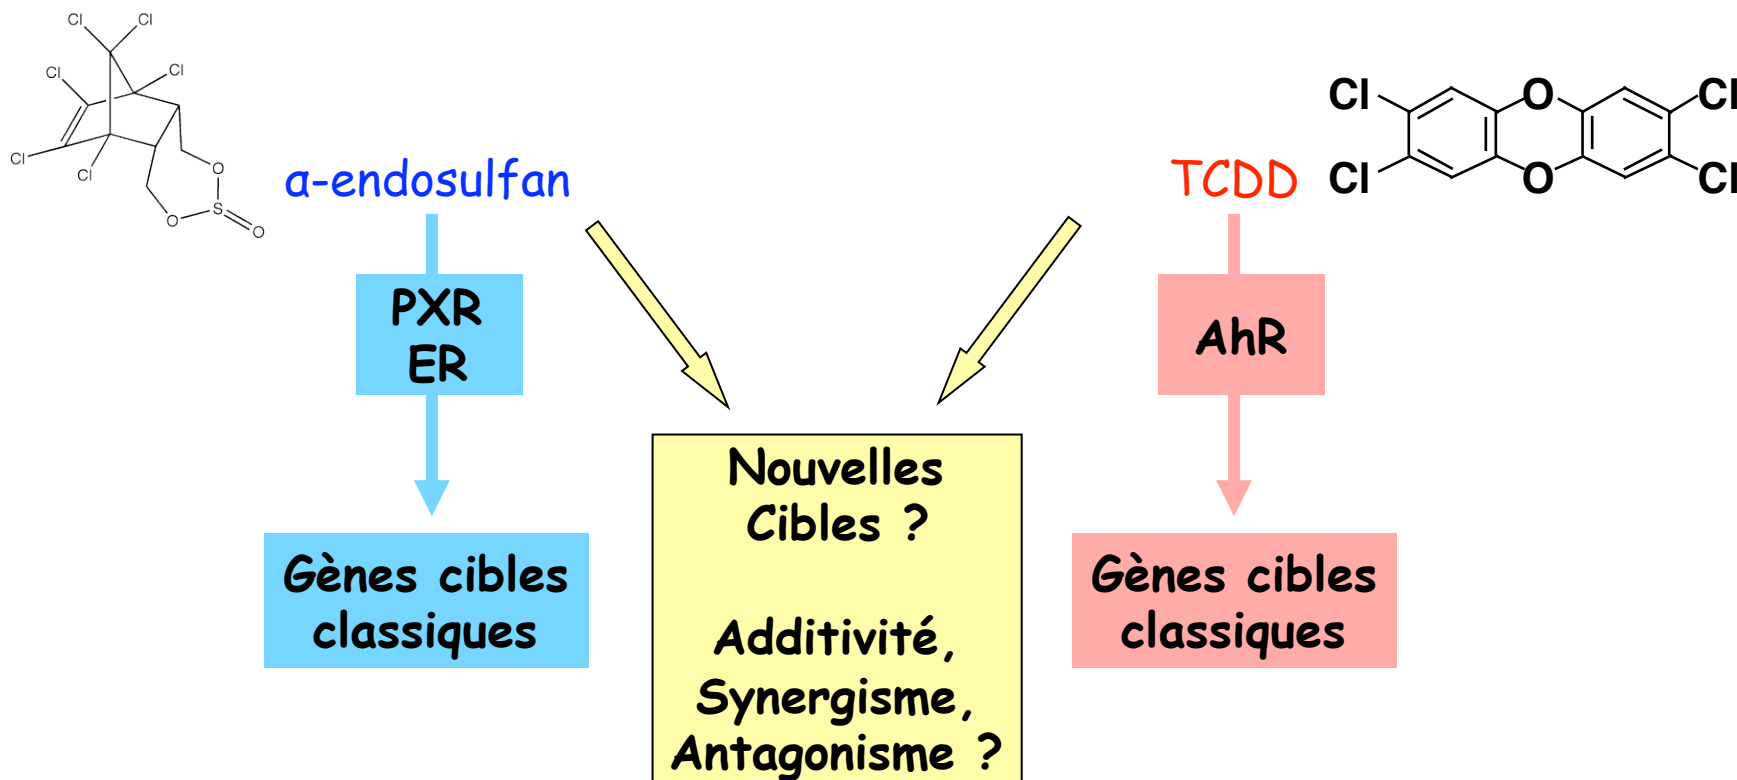 Cl
Cl
Cl
Cl
Cl
Cl
O
O
S
O
α-endosulfan
PXR
ER
Gènes cibles
classiques
Nouvelles
Cibles ?
Additivité,
Synergisme,
Antagonisme ?
TCDD
Cl
O
Cl
Cl
O
Cl
AhR
Gènes cibles
classiques